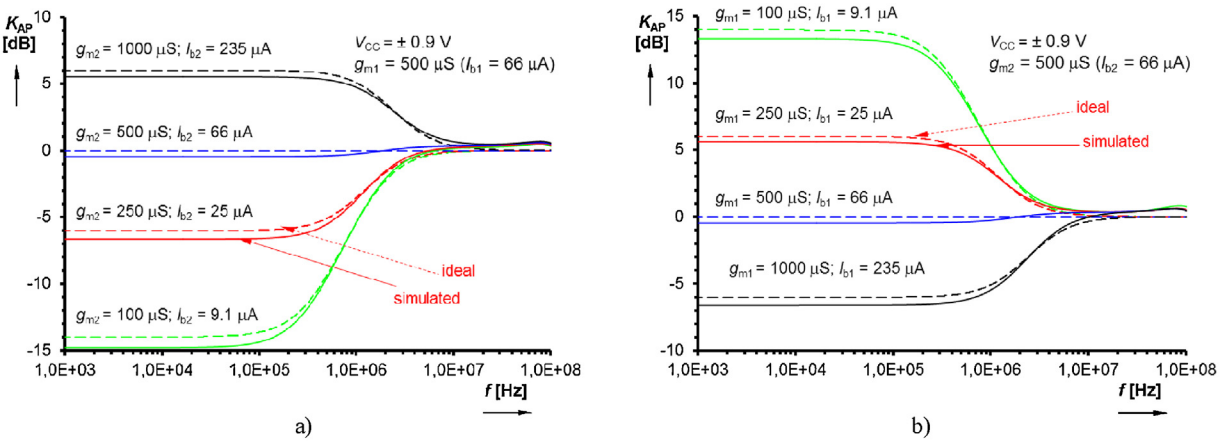 K_AP
[dB]
10
5
0
-5
-10
-15
g_m2 = 1000 µS; I_b2 = 235 µA
V_CC = ± 0.9 V
g_m1 = 500 µS (I_b1 = 66 µA)
g_m2 = 500 µS; I_b2 = 66 µA
g_m2 = 250 µS; I_b2 = 25 µA
ideal
simulated
g_m2 = 100 µS; I_b2 = 9.1 µA
1,0E+03 1,0E+04 1,0E+05 1,0E+06 1,0E+07 1,0E+08
f [Hz]
a)
K_AP
[dB]
15
10
5
0
-5
-10
g_m1 = 100 µS; I_b1 = 9.1 µA
V_CC = ± 0.9 V
g_m2 = 500 µS (I_b2 = 66 µA)
g_m1 = 250 µS; I_b1 = 25 µA
ideal
simulated
g_m1 = 500 µS; I_b1 = 66 µA
g_m1 = 1000 µS; I_b1 = 235 µA
1,0E+03 1,0E+04 1,0E+05 1,0E+06 1,0E+07 1,0E+08
f [Hz]
b)